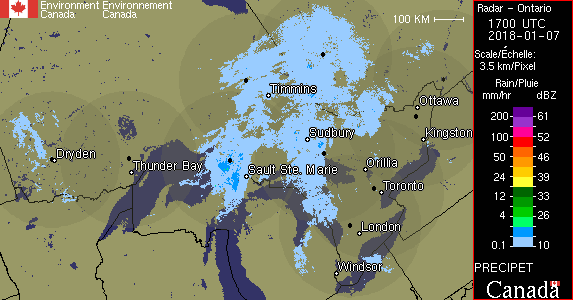 Environment Environnement
Canada Canada
100 KM
Timmins
Ottawa
Sudbury
Kingston
Dryden
Thunder Bay
Sault Ste. Marie
Orillia
Toronto
London
Windsor
Radar - Ontario
1700 UTC
2018-01-07
Scale/Échelle:
3.5 km/Pixel
Rain/Pluie
mm/hr dBZ
200 61
100 52
50 46
24 39
12 33
4 26
0.1 10
PRECIPET
Canada